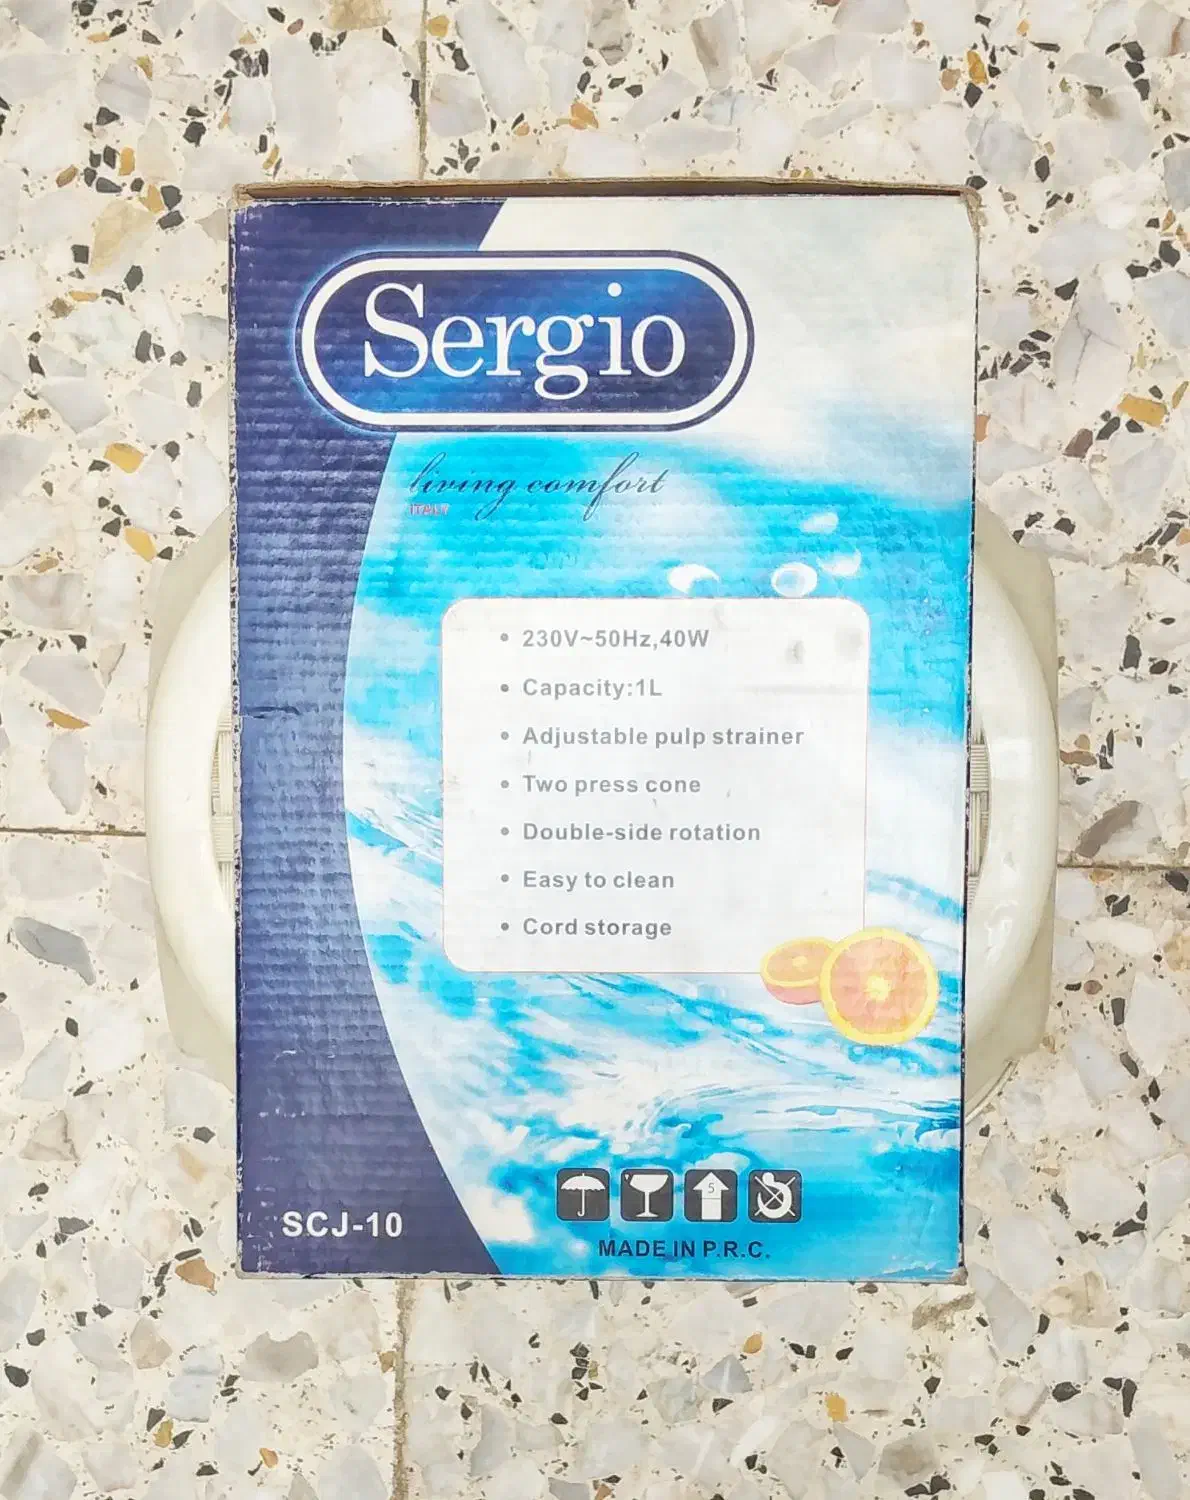 Sergio
living comfort
ITALY
• 230V~50Hz,40W
• Capacity:1L
• Adjustable pulp strainer
• Two press cone
• Double-side rotation
• Easy to clean
• Cord storage
5
SCJ-10
MADE IN P.R.C.